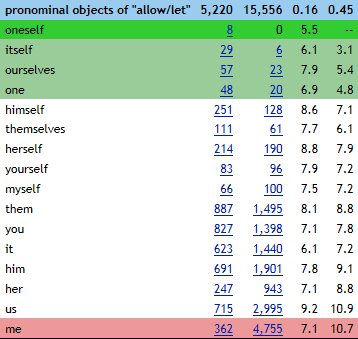 pronominal objects of "allow/let" 5,220 15,556 0.16 0.45
oneself 8 0 5.5 --
itself 29 6 6.1 3.1
ourselves 57 23 7.9 5.4
one 48 20 6.9 4.8
himself 251 128 8.6 7.1
themselves 111 61 7.7 6.1
herself 214 190 8.8 7.9
yourself 83 96 7.9 7.2
myself 66 100 7.5 7.2
them 887 1,495 8.1 8.8
you 827 1,398 7.1 7.8
it 623 1,440 6.1 7.2
him 691 1,901 7.8 9.1
her 247 943 7.1 8.8
us 715 2,995 9.2 10.9
me 362 4,755 7.1 10.7